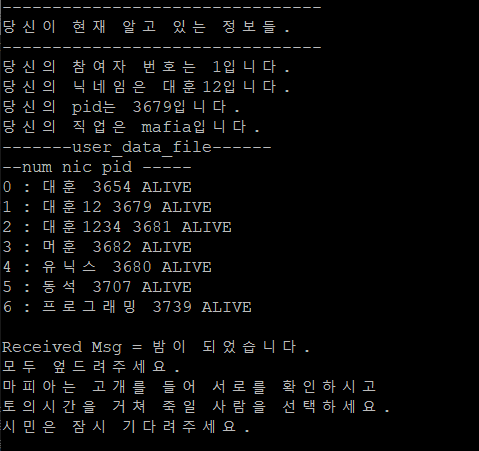 --------------------------------
당신이 현재 알고 있는 정보들.
--------------------------------
당신의 참여자 번호는 1입니다.
당신의 닉네임은 대훈12입니다.
당신의 pid는 3679입니다.
당신의 직업은 mafia입니다.
-------user_data_file------
--num nic pid -----
0 : 대훈 3654 ALIVE
1 : 대훈12 3679 ALIVE
2 : 대훈1234 3681 ALIVE
3 : 머훈 3682 ALIVE
4 : 유닉스 3680 ALIVE
5 : 동석 3707 ALIVE
6 : 프로그래밍 3739 ALIVE
Received Msg = 밤이 되었습니다.
모두 엎드려주세요.
마피아는 고개를 들어 서로를 확인하시고
토의시간을 거쳐 죽일 사람을 선택하세요.
시민은 잠시 기다려주세요.